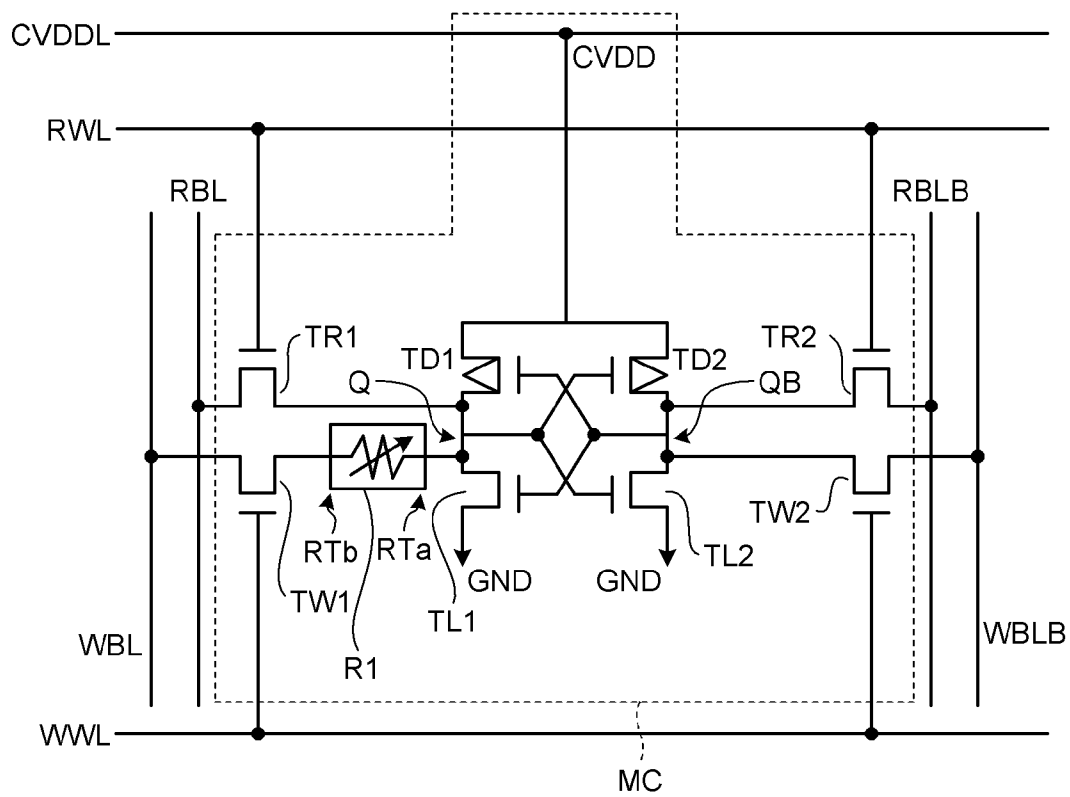 CVDDL
CVDD
RWL
RBL
RBLB
TR1
TD1
TD2
TR2
Q
QB
RTb
RTa
TW2
TW1
TL1
GND
GND
TL2
WBL
R1
WBLB
WWL
MC